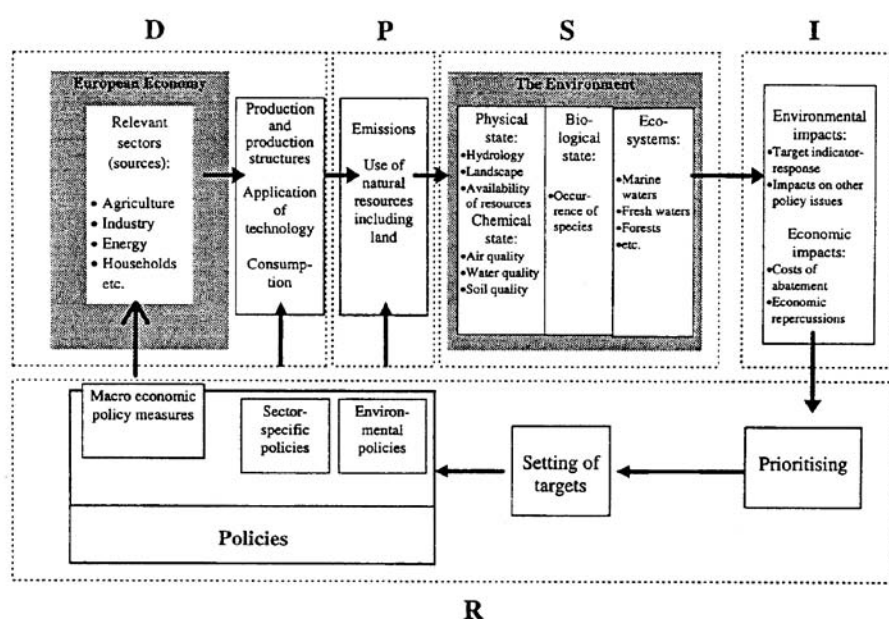 D
P
S
I
European Economy
Relevant
sectors
(sources):
• Agriculture
• Industry
• Energy
• Households
etc.
Production and
production
structures
Application of
technology
Consump-
tion
Emissions
Use of
natural
resources
including
land
The Environment
Physical
state:
•Hydrology
•Landscape
•Availability
of resources
Chemical
state:
•Air quality
•Water quality
•Soil quality
Bio-
logical
state:
•Occurr-
ence of
species
Eco-
systems:
•Marine
waters
•Fresh waters
•Forests
•etc.
Environmental
impacts:
•Target indicator-
response
•Impacts on other
policy issues
Economic
impacts:
•Costs of
abatement
•Economic
repercussions
Macro economic
policy measures
Sector-
specific
policies
Environ-
mental
policies
Policies
Setting of
targets
Prioritising
R